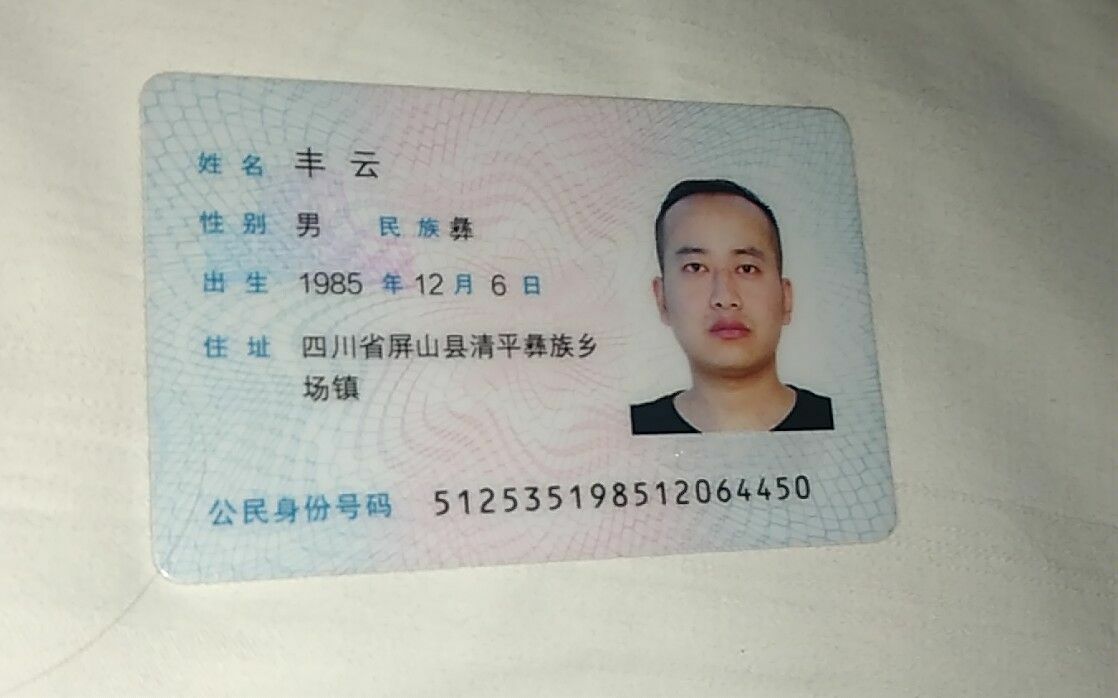 姓名 丰云
性别 男 民族 彝
出生 1985 年 12 月 6 日
住址 四川省屏山县清平彝族乡
场镇
公民身份号码 512535198512064450